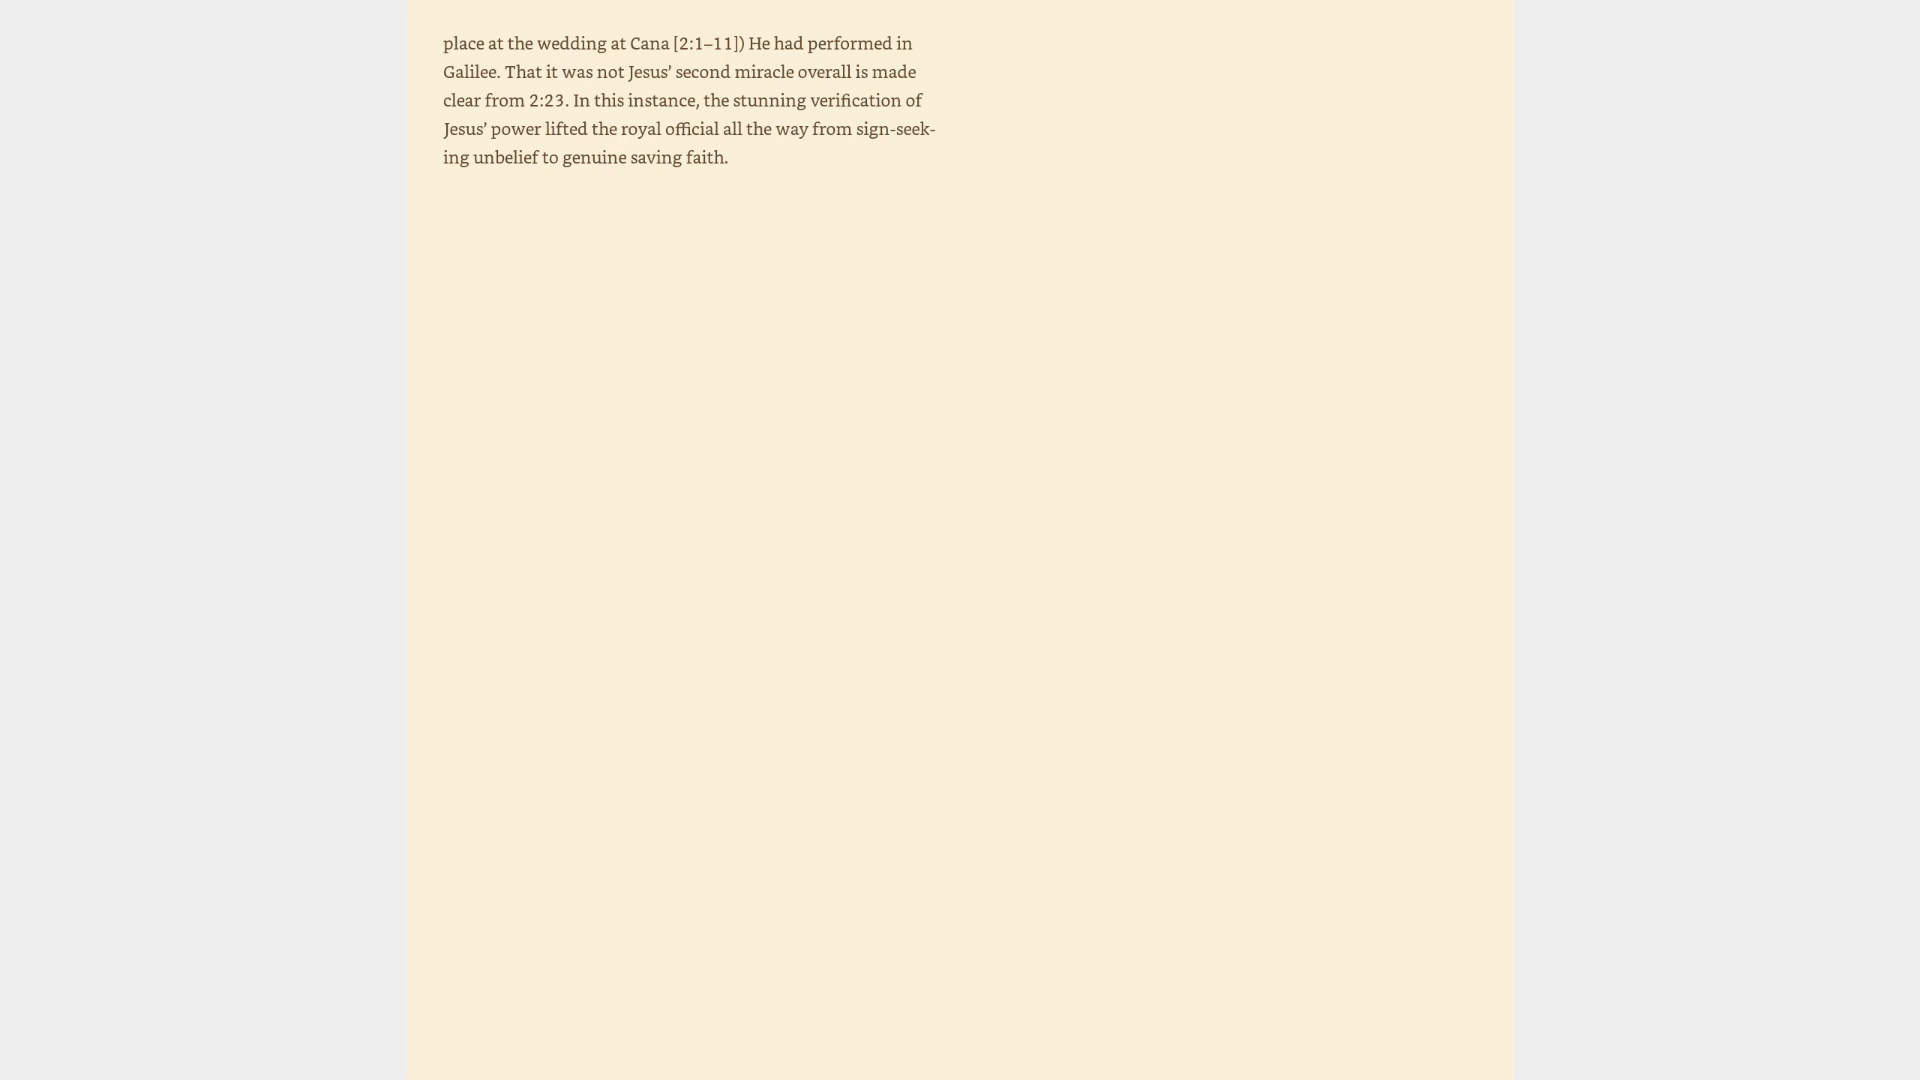 place at the wedding at Cana [2:1–11]) He had performed in
Galilee. That it was not Jesus’ second miracle overall is made
clear from 2:23. In this instance, the stunning verification of
Jesus’ power lifted the royal official all the way from sign-seek-
ing unbelief to genuine saving faith.